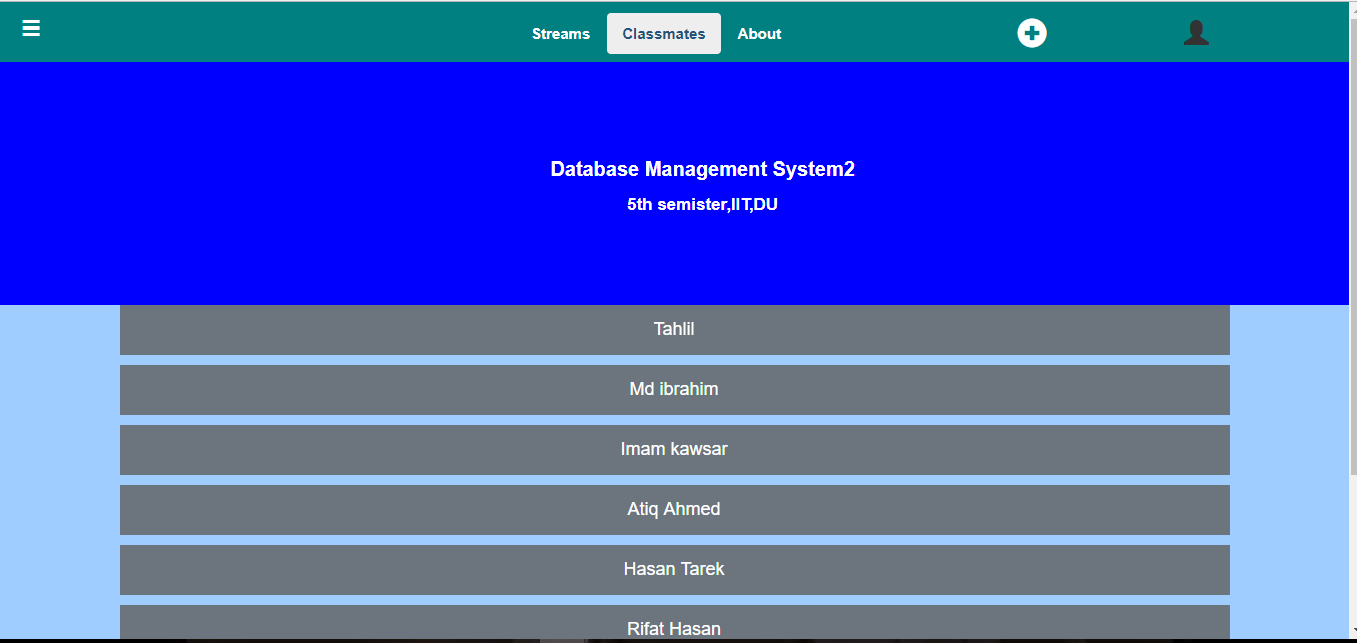 Streams Classmates About
Database Management System2
5th semister,IIT,DU
Tahlil
Md ibrahim
Imam kawsar
Atiq Ahmed
Hasan Tarek
Rifat Hasan